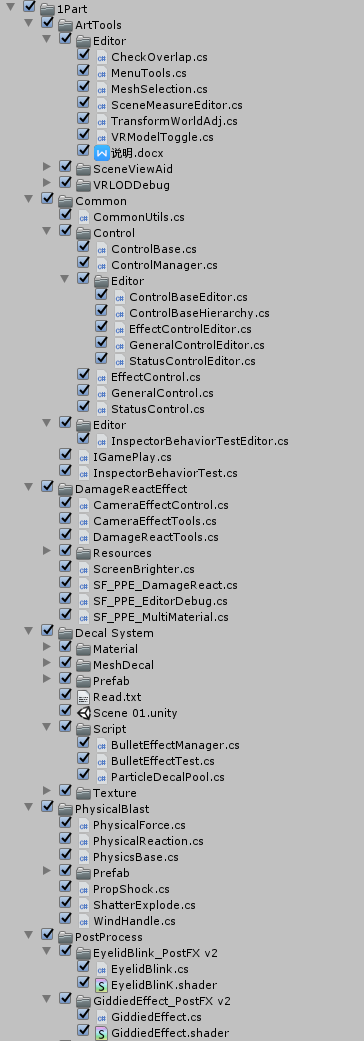 1Part
ArtTools
Editor
CheckOverlap.cs
MenuTools.cs
MeshSelection.cs
SceneMeasureEditor.cs
TransformWorldAdj.cs
VRModelToggle.cs
说明.docx
SceneViewAid
VRLODDebug
Common
CommonUtils.cs
Control
ControlBase.cs
ControlManager.cs
Editor
ControlBaseEditor.cs
ControlBaseHierarchy.cs
EffectControlEditor.cs
GeneralControlEditor.cs
StatusControlEditor.cs
EffectControl.cs
GeneralControl.cs
StatusControl.cs
Editor
InspectorBehaviorTestEditor.cs
IGamePlay.cs
InspectorBehaviorTest.cs
DamageReactEffect
CameraEffectControl.cs
CameraEffectTools.cs
DamageReactTools.cs
Resources
ScreenBrighter.cs
SF_PPE_DamageReact.cs
SF_PPE_EditorDebug.cs
SF_PPE_MultiMaterial.cs
Decal System
Material
MeshDecal
Prefab
Read.txt
Scene 01.unity
Script
BulletEffectManager.cs
BulletEffectTest.cs
ParticleDecalPool.cs
Texture
PhysicalBlast
PhysicalForce.cs
PhysicalReaction.cs
PhysicsBase.cs
Prefab
PropShock.cs
ShatterExplode.cs
WindHandle.cs
PostProcess
EyelidBlink_PostFX v2
EyelidBlink.cs
EyelidBlinK.shader
GiddiedEffect_PostFX v2
GiddiedEffect.cs
GiddiedEffect.shader